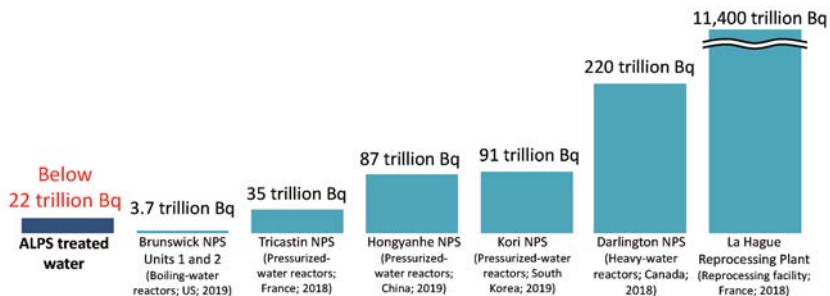 11,400 trillion Bq
220 trillion Bq
87 trillion Bq
91 trillion Bq
Below
22 trillion Bq
3.7 trillion Bq
35 trillion Bq
ALPS treated
water
Brunswick NPS
Units 1 and 2
(Boiling-water
reactors; US; 2019)
Tricastin NPS
(Pressurized-
water reactors;
France; 2018)
Hongyanhe NPS
(Pressurized-
water reactors;
China; 2019)
Kori NPS
(Pressurized-water
reactors; South
Korea; 2019)
Darlington NPS
(Heavy-water
reactors; Canada;
2018)
La Hague
Reprocessing Plant
(Reprocessing facility;
France; 2018)